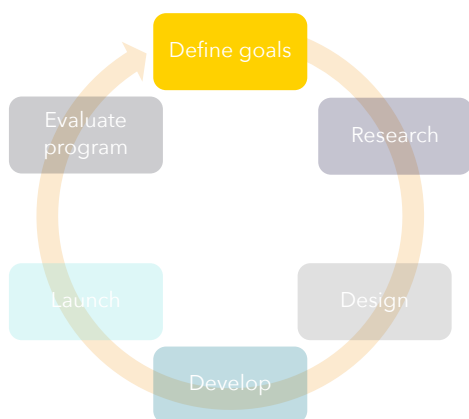 Define goals
Research
Design
Develop
Launch
Evaluate
program